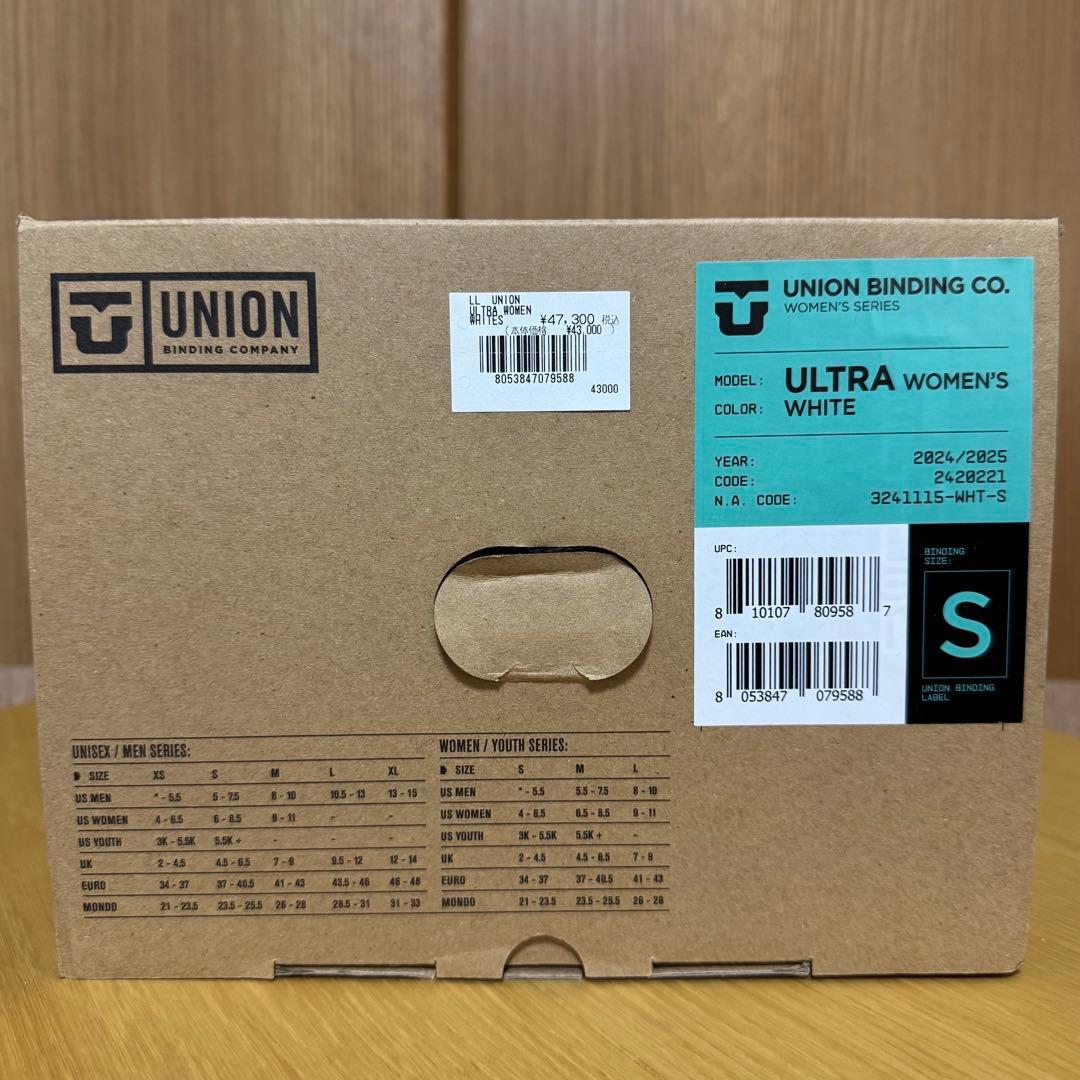 UNION
BINDING COMPANY
LL UNION
ULTRA WOMEN
WHITES ¥47,300 税込
(本体価格 ¥43,000 )
8053847079588
43000
UNION BINDING CO.
WOMEN'S SERIES
MODEL: ULTRA WOMEN'S
COLOR: WHITE
YEAR: 2024/2025
CODE: 2420221
N.A. CODE: 3241115-WHT-S
UPC:
8 10107 80958 7
EAN:
8 053847 079588
BINDING
SIZE:
S
UNION BINDING
LABEL
UNISEX / MEN SERIES:
SIZE XS S M L XL
US MEN * - 5.5 5 - 7.5 8 - 10 10.5 - 13 13 - 15
US WOMEN 4 - 6.5 6 - 8.5 9 - 11 - -
US YOUTH 3K - 5.5K 5.5K + - - -
UK 2 - 4.5 4.5 - 6.5 7 - 9 9.5 - 12 12 - 14
EURO 34 - 37 37 - 40.5 41 - 43 43.5 - 46 46 - 48
MONDO 21 - 23.5 23.5 - 25.5 26 - 28 28.5 - 31 31 - 33
WOMEN / YOUTH SERIES:
SIZE S M L
US MEN * - 5.5 5.5 - 7.5 8 - 10
US WOMEN 4 - 6.5 6.5 - 8.5 9 - 11
US YOUTH 3K - 5.5K 5.5K + -
UK 2 - 4.5 4.5 - 6.5 7 - 9
EURO 34 - 37 37 - 40.5 41 - 43
MONDO 21 - 23.5 23.5 - 25.5 26 - 28